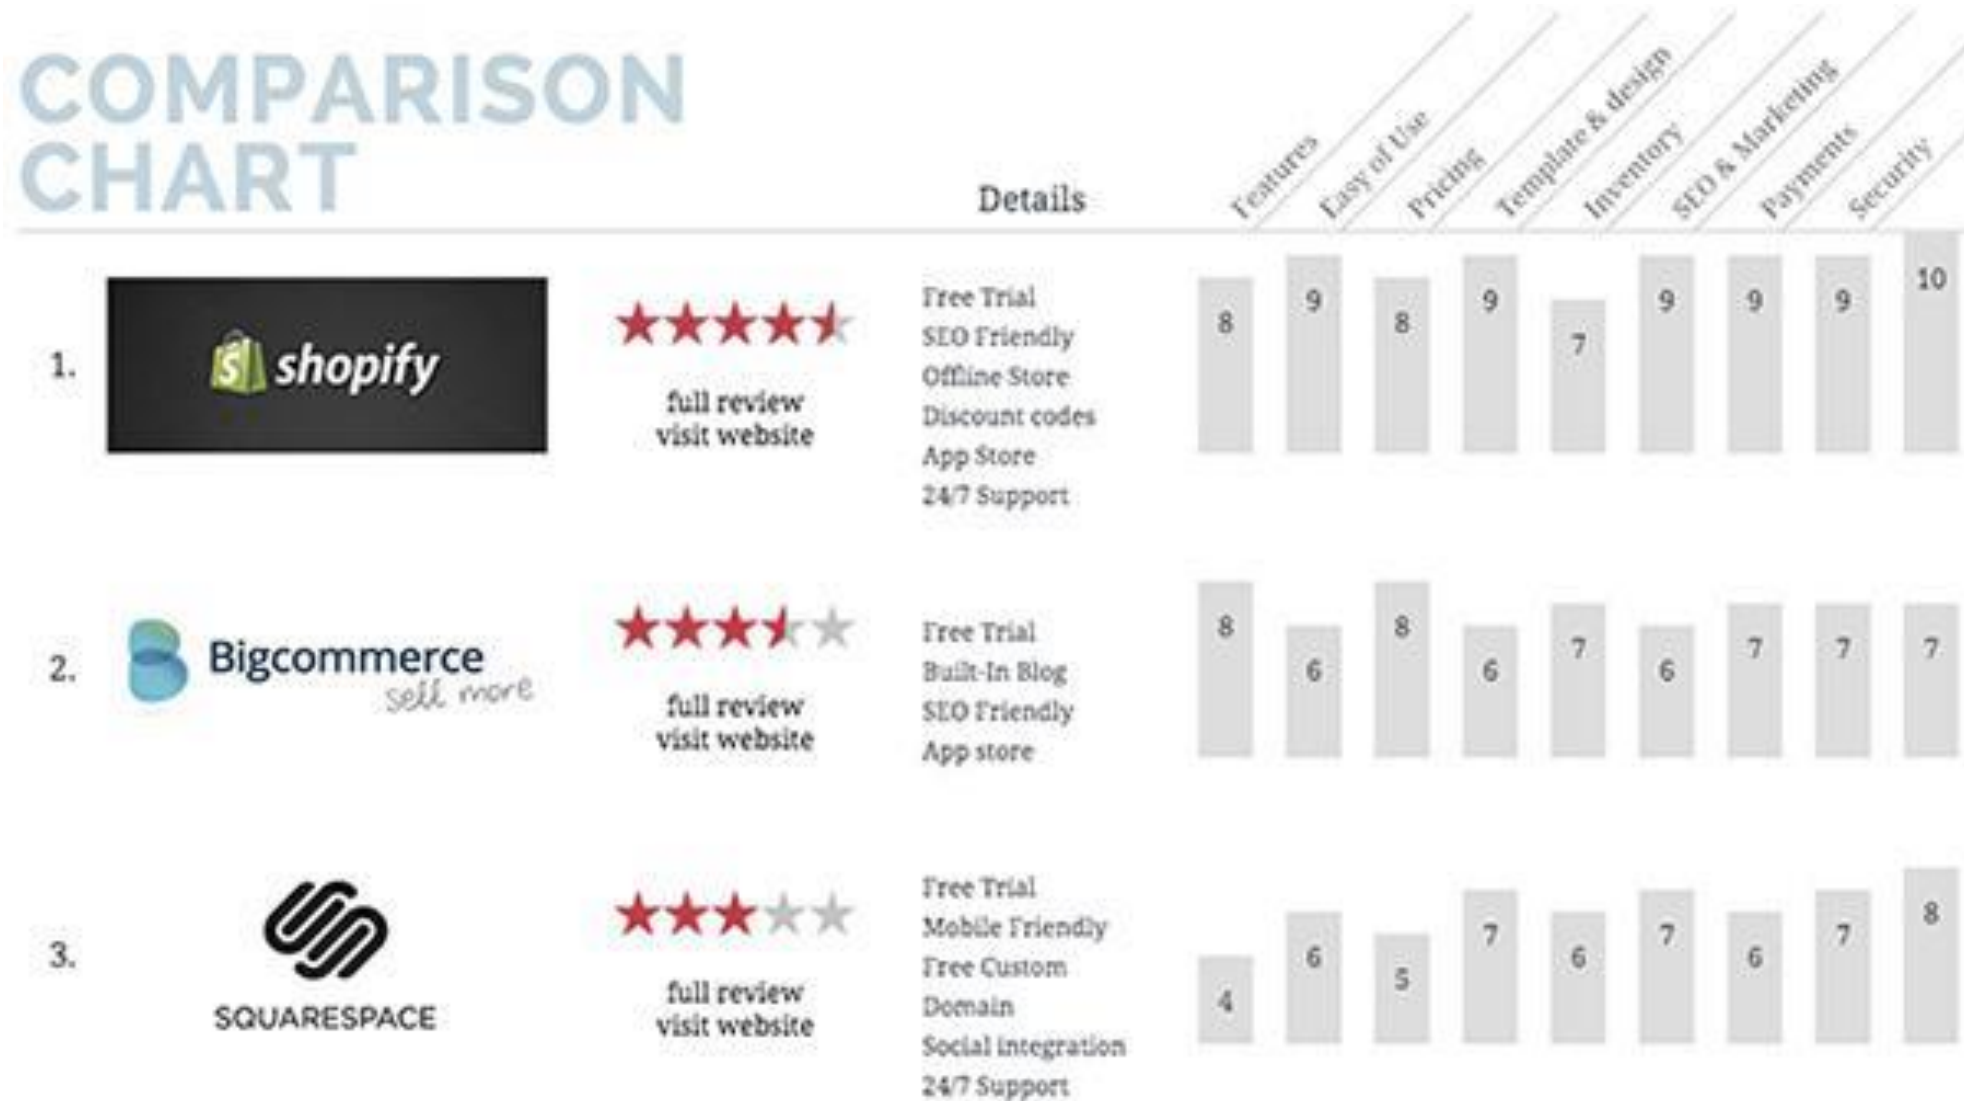 COMPARISON
CHART
Details
Features
Easy of Use
Pricing
Template & design
Inventory
SEO & Marketing
Payments
Security
1.
shopify
full review
visit website
Free Trial
SEO Friendly
Offline Store
Discount codes
App Store
24/7 Support
8 9 8 9 7 9 9 9 10
2.
Bigcommerce
sell more
full review
visit website
Free Trial
Built-In Blog
SEO Friendly
App store
8 6 8 6 7 6 7 7 7
3.
SQUARESPACE
full review
visit website
Free Trial
Mobile Friendly
Free Custom
Domain
Social integration
24/7 Support
4 6 5 7 6 7 6 7 8